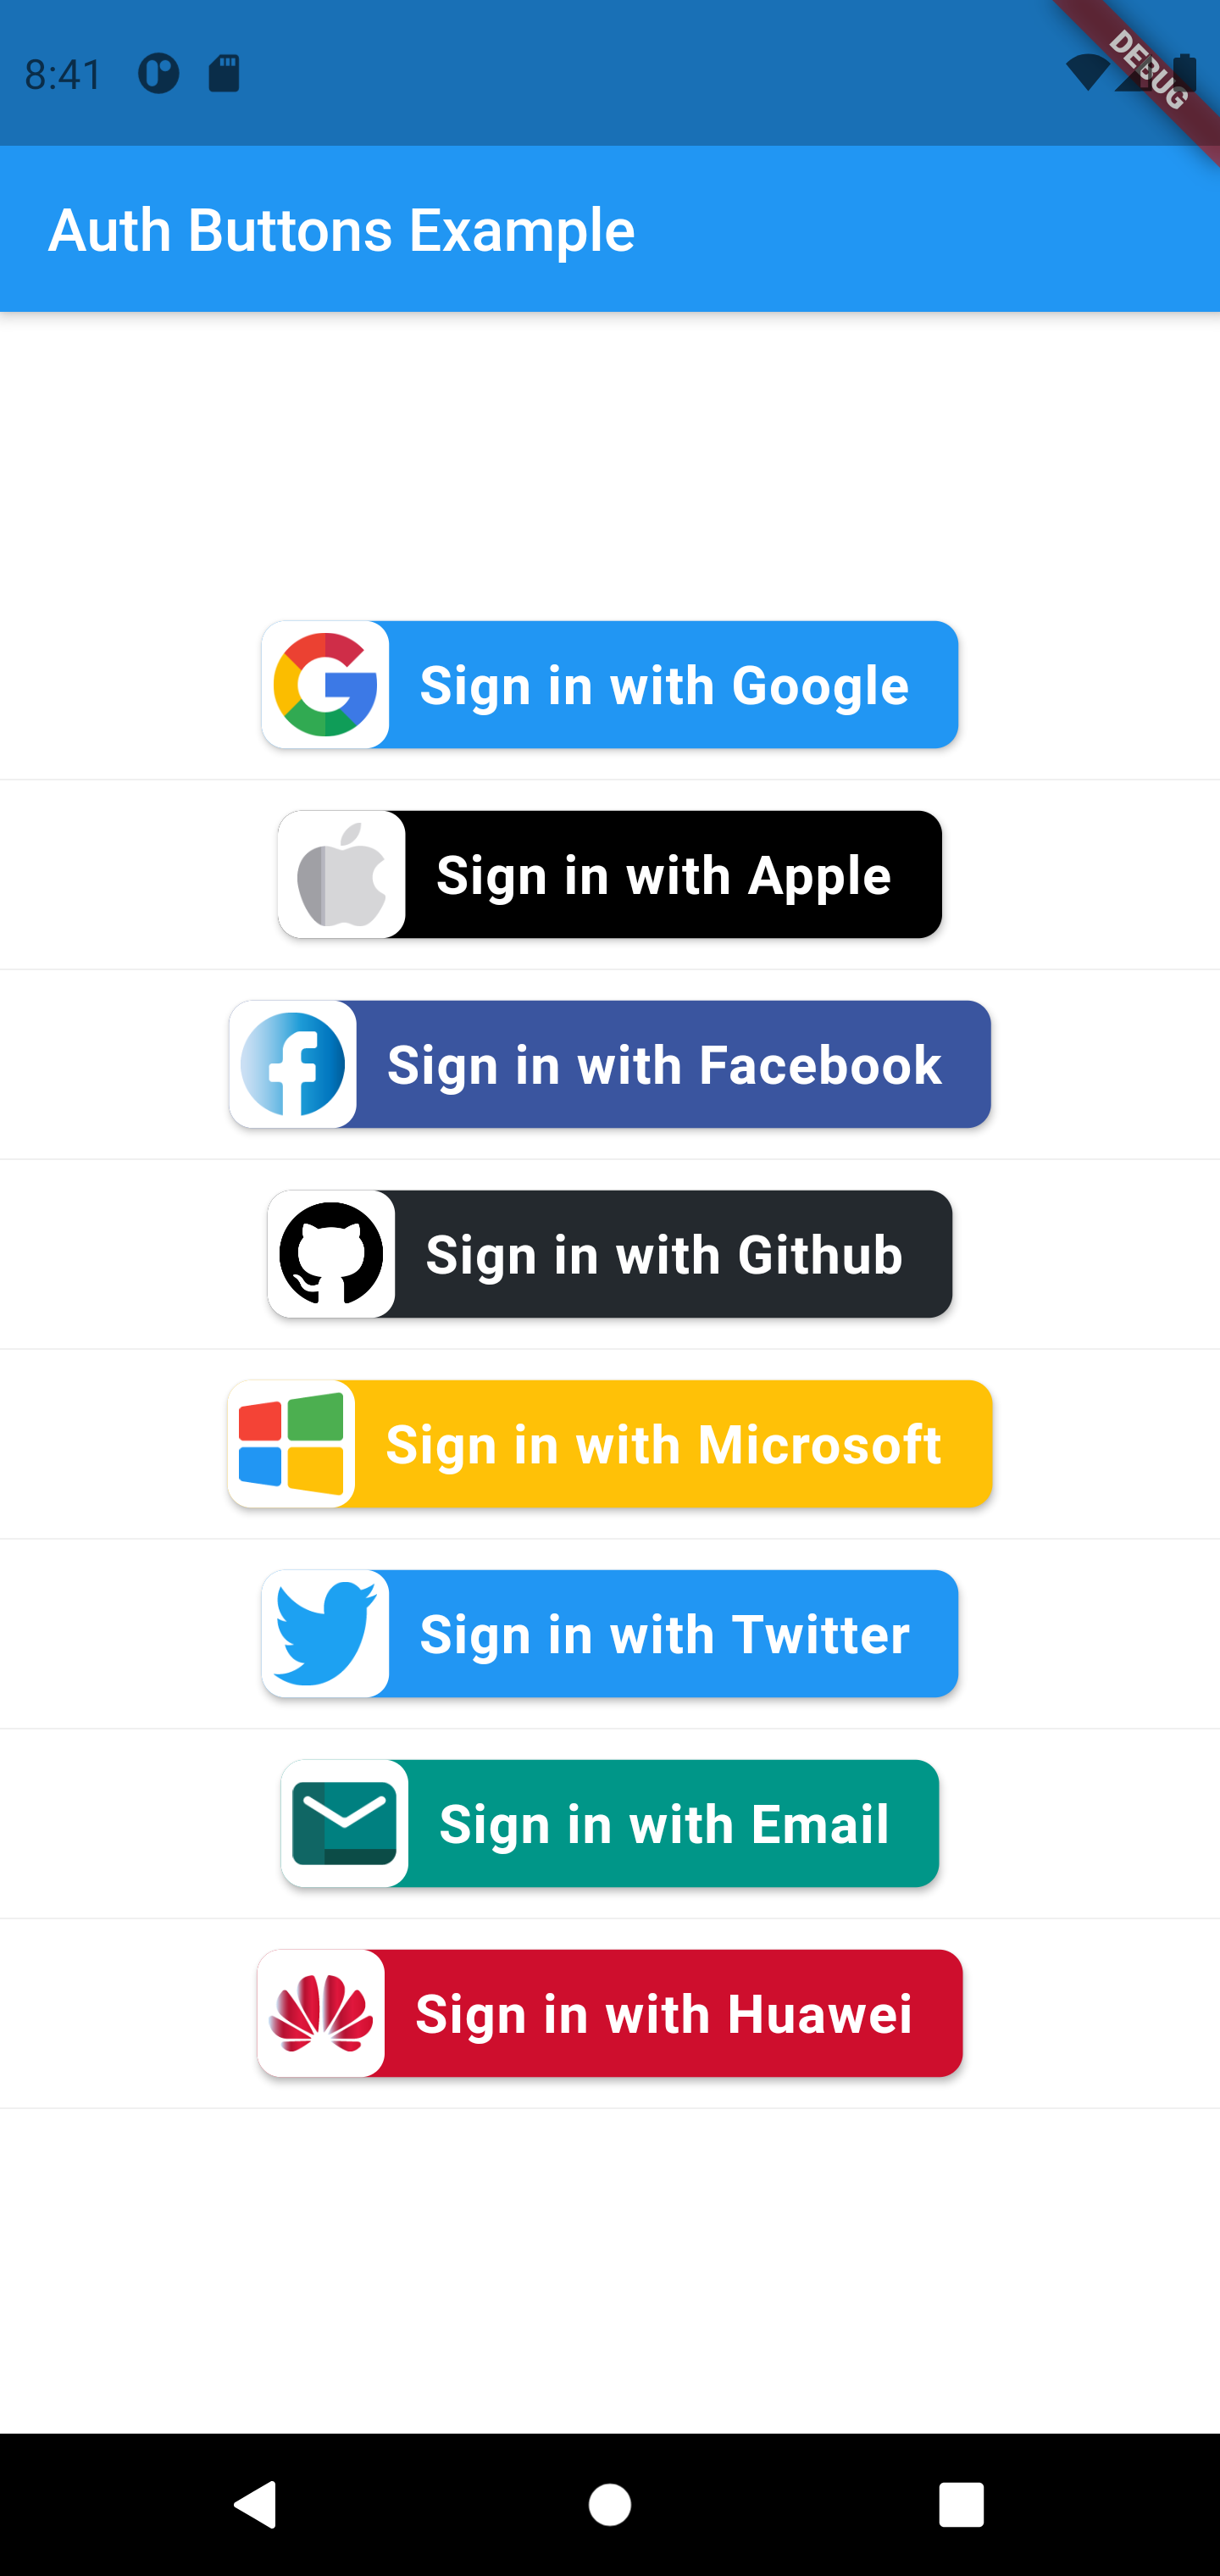 8:41
DEBUG
Auth Buttons Example
Sign in with Google
Sign in with Apple
Sign in with Facebook
Sign in with Github
Sign in with Microsoft
Sign in with Twitter
Sign in with Email
Sign in with Huawei